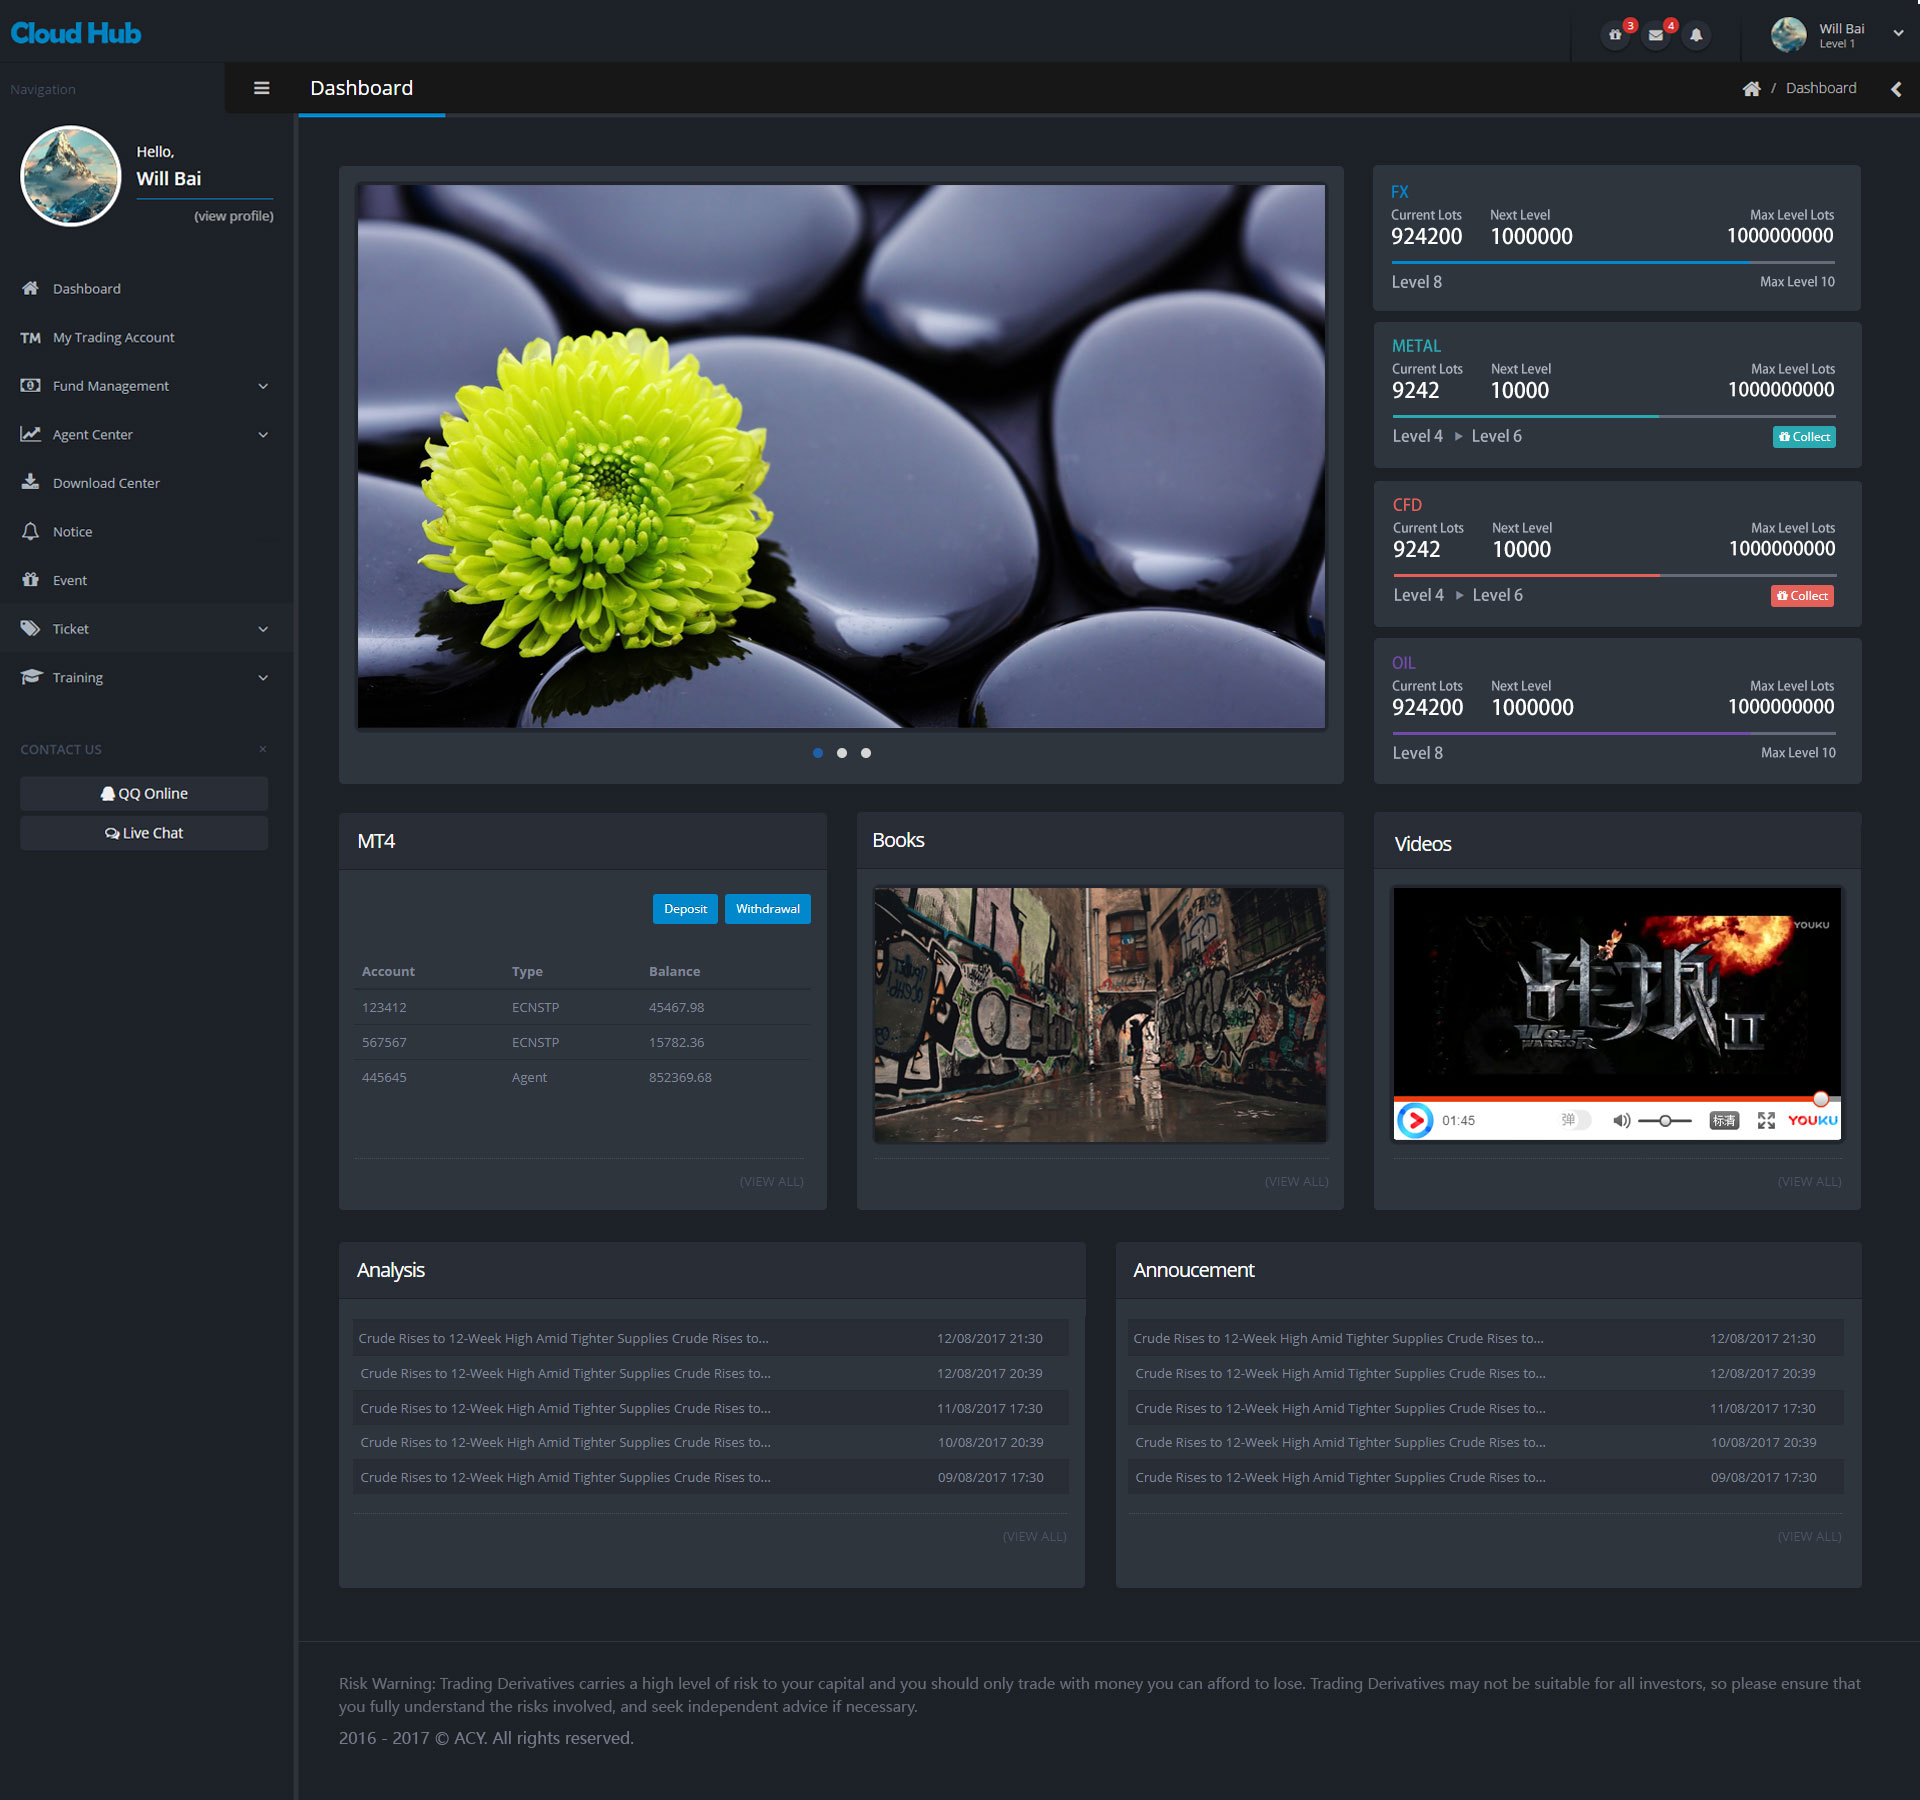 Cloud Hub
3
4
Will Bai
Level 1
Navigation
Dashboard
/ Dashboard
Hello,
Will Bai
(view profile)
Dashboard
TM My Trading Account
Fund Management
Agent Center
Download Center
Notice
Event
Ticket
Training
CONTACT US ×
QQ Online
Live Chat
FX
Current Lots Next Level Max Level Lots
924200 1000000 1000000000
Level 8 Max Level 10
METAL
Current Lots Next Level Max Level Lots
9242 10000 1000000000
Level 4 Level 6 Collect
CFD
Current Lots Next Level Max Level Lots
9242 10000 1000000000
Level 4 Level 6 Collect
OIL
Current Lots Next Level Max Level Lots
924200 1000000 1000000000
Level 8 Max Level 10
MT4
Deposit Withdrawal
Account Type Balance
123412 ECNSTP 45467.98
567567 ECNSTP 15782.36
445645 Agent 852369.68
(VIEW ALL)
Books
(VIEW ALL)
Videos
YOUKU
战狼 II
WOLF
WARRIOR
01:45 弹 标清 YOUKU
(VIEW ALL)
Analysis
Crude Rises to 12-Week High Amid Tighter Supplies Crude Rises to... 12/08/2017 21:30
Crude Rises to 12-Week High Amid Tighter Supplies Crude Rises to... 12/08/2017 20:39
Crude Rises to 12-Week High Amid Tighter Supplies Crude Rises to... 11/08/2017 17:30
Crude Rises to 12-Week High Amid Tighter Supplies Crude Rises to... 10/08/2017 20:39
Crude Rises to 12-Week High Amid Tighter Supplies Crude Rises to... 09/08/2017 17:30
(VIEW ALL)
Annoucement
Crude Rises to 12-Week High Amid Tighter Supplies Crude Rises to... 12/08/2017 21:30
Crude Rises to 12-Week High Amid Tighter Supplies Crude Rises to... 12/08/2017 20:39
Crude Rises to 12-Week High Amid Tighter Supplies Crude Rises to... 11/08/2017 17:30
Crude Rises to 12-Week High Amid Tighter Supplies Crude Rises to... 10/08/2017 20:39
Crude Rises to 12-Week High Amid Tighter Supplies Crude Rises to... 09/08/2017 17:30
(VIEW ALL)
Risk Warning: Trading Derivatives carries a high level of risk to your capital and you should only trade with money you can afford to lose. Trading Derivatives may not be suitable for all investors, so please ensure that
you fully understand the risks involved, and seek independent advice if necessary.
2016 - 2017 © ACY. All rights reserved.